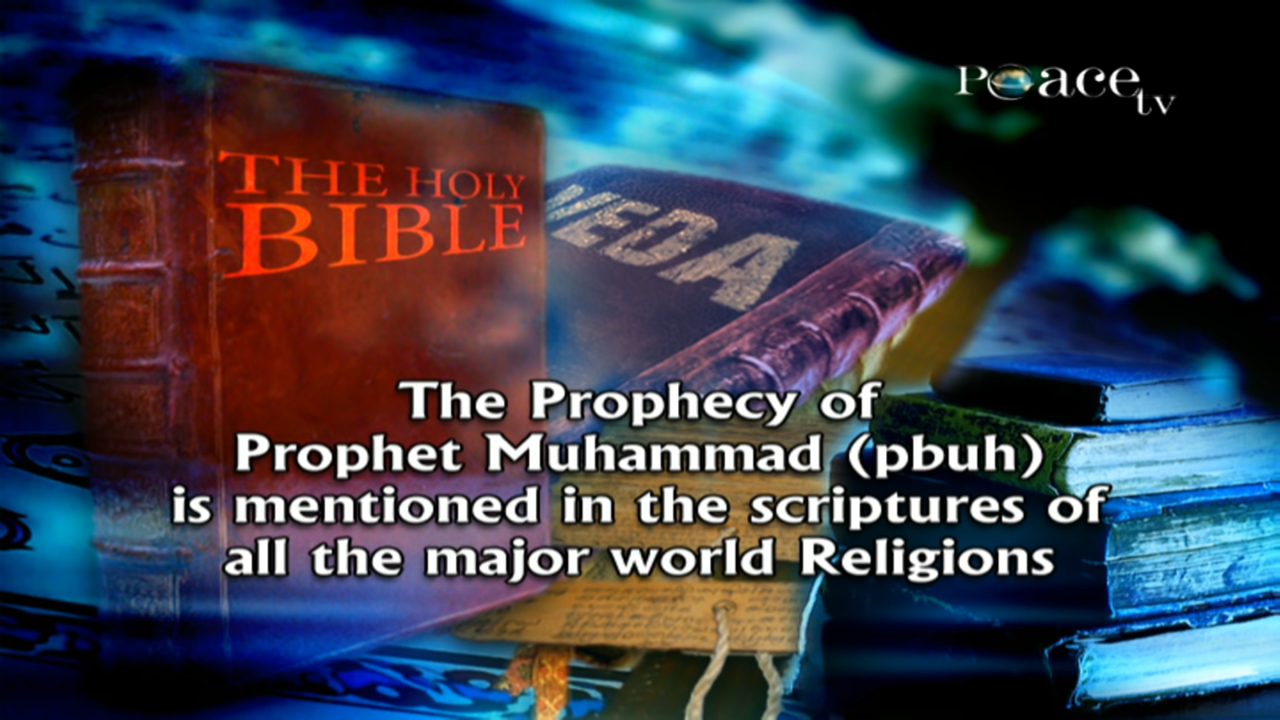 Peace tv
THE HOLY
BIBLE
VEDA
The Prophecy of
Prophet Muhammad (pbuh)
is mentioned in the scriptures of
all the major world Religions